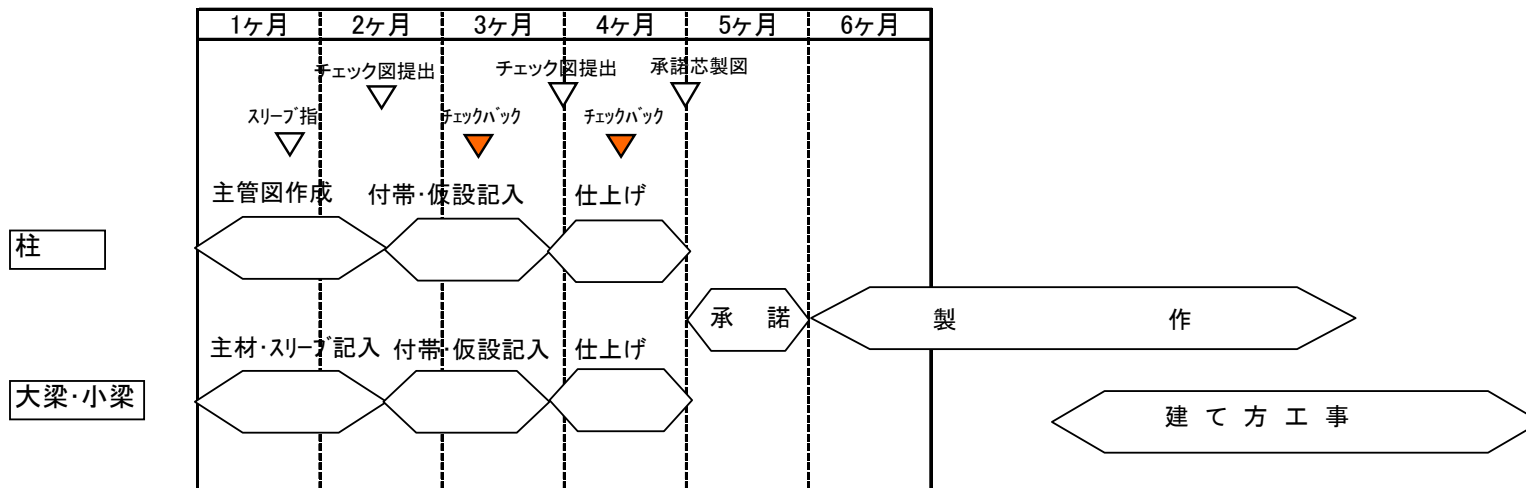 1ヶ月 2ヶ月 3ヶ月 4ヶ月 5ヶ月 6ヶ月
チェック図提出 チェック図提出 承諾芯製図
ｽﾘｰﾌﾞ指 ﾁｪｯｸﾊﾞｯｸ ﾁｪｯｸﾊﾞｯｸ
主管図作成 付帯・仮設記入 仕上げ
柱
承 諾 製 作
主材・ｽﾘｰﾌﾞ記入 付帯・仮設記入 仕上げ
大梁・小梁
建 て 方 工 事